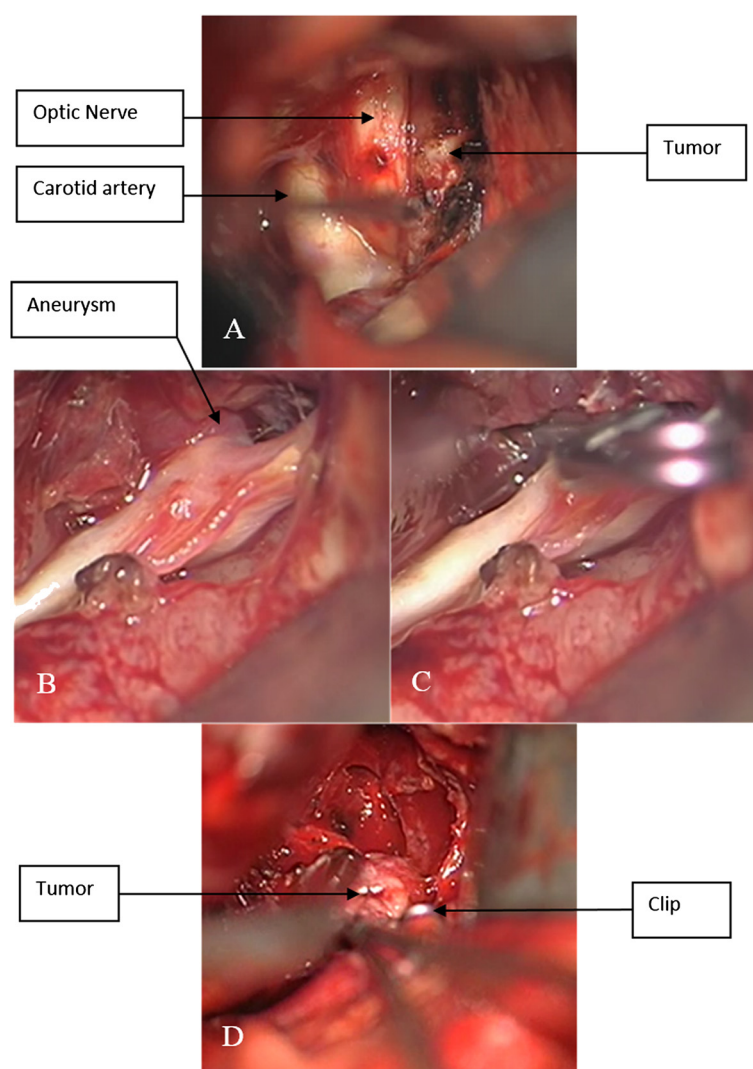 Optic Nerve
Tumor
Carotid artery
A
Aneurysm
B
C
Tumor
Clip
D